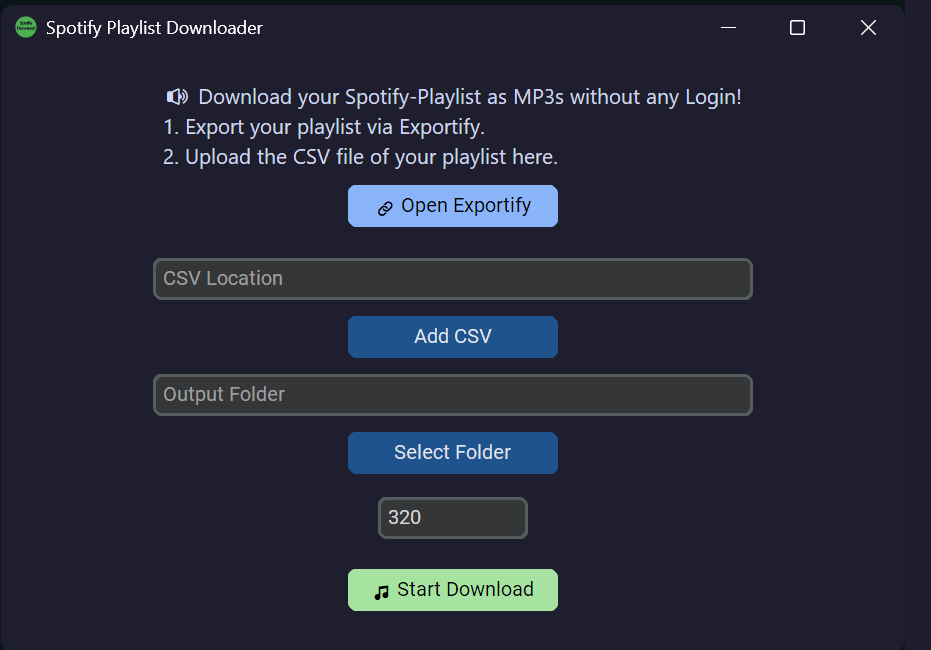 Spotify Playlist Downloader
Download your Spotify-Playlist as MP3s without any Login!
1. Export your playlist via Exportify.
2. Upload the CSV file of your playlist here.
Open Exportify
CSV Location
Add CSV
Output Folder
Select Folder
320
Start Download